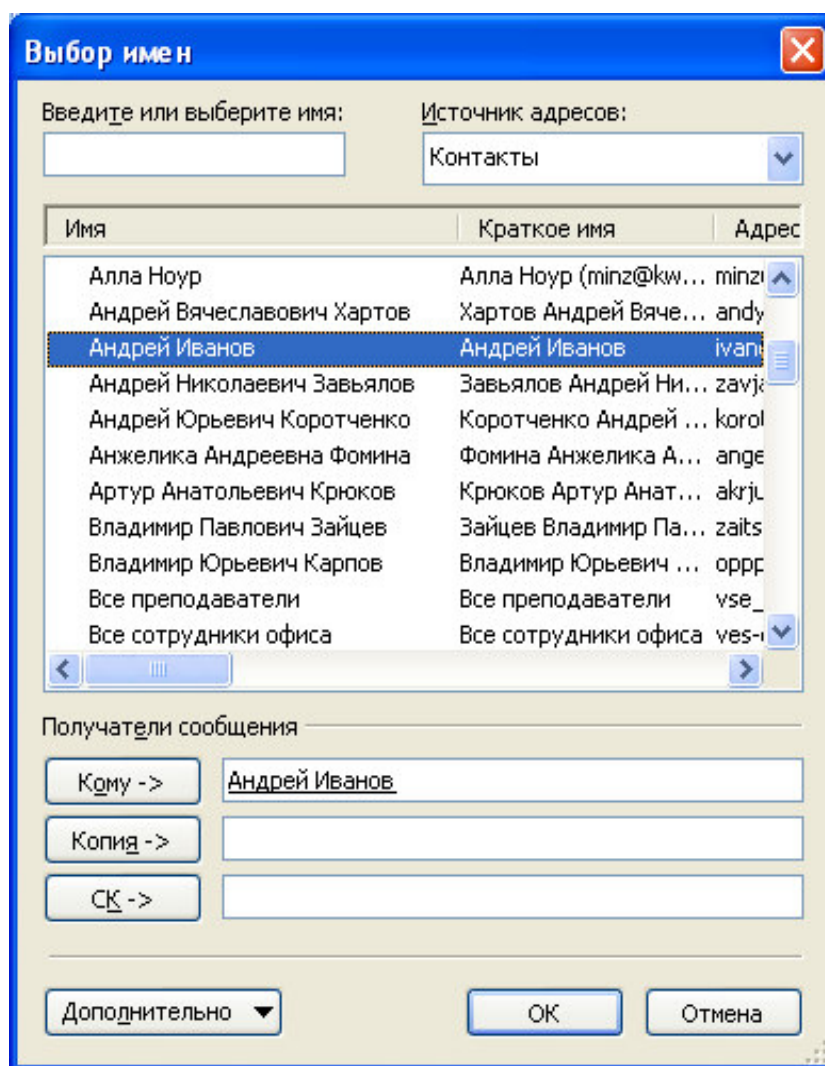 Выбор имен
Введите или выберите имя: Источник адресов:
Контакты
Имя Краткое имя Адрес
Алла Ноур Алла Ноур (minz@kw...
Андрей Вячеславович Хартов Хартов Андрей Вяче... andy
Андрей Иванов Андрей Иванов
Андрей Николаевич Завьялов Завьялов Андрей Ни...
Андрей Юрьевич Коротченко Коротченко Андрей ...
Анжелика Андреевна Фомина Фомина Анжелика А... ange
Артур Анатольевич Крюков Крюков Артур Анат...
Владимир Павлович Зайцев Зайцев Владимир Па... zaits
Владимир Юрьевич Карпов Владимир Юрьевич ... oppp
Все преподаватели Все преподаватели vse_
Все сотрудники офиса Все сотрудники офиса
Получатели сообщения
Кому -> Андрей Иванов
Копия ->
СК ->
Дополнительно ОК Отмена